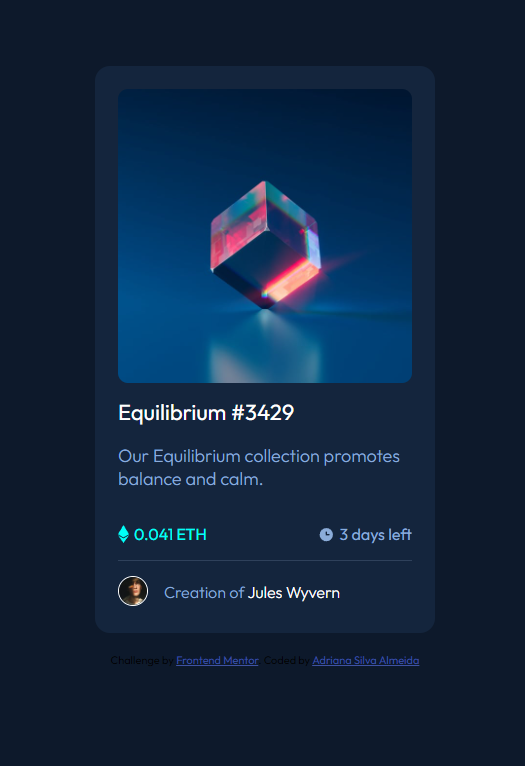 Equilibrium #3429
Our Equilibrium collection promotes
balance and calm.
0.041 ETH
3 days left
Creation of Jules Wyvern
Challenge by Frontend Mentor. Coded by Adriana Silva Almeida